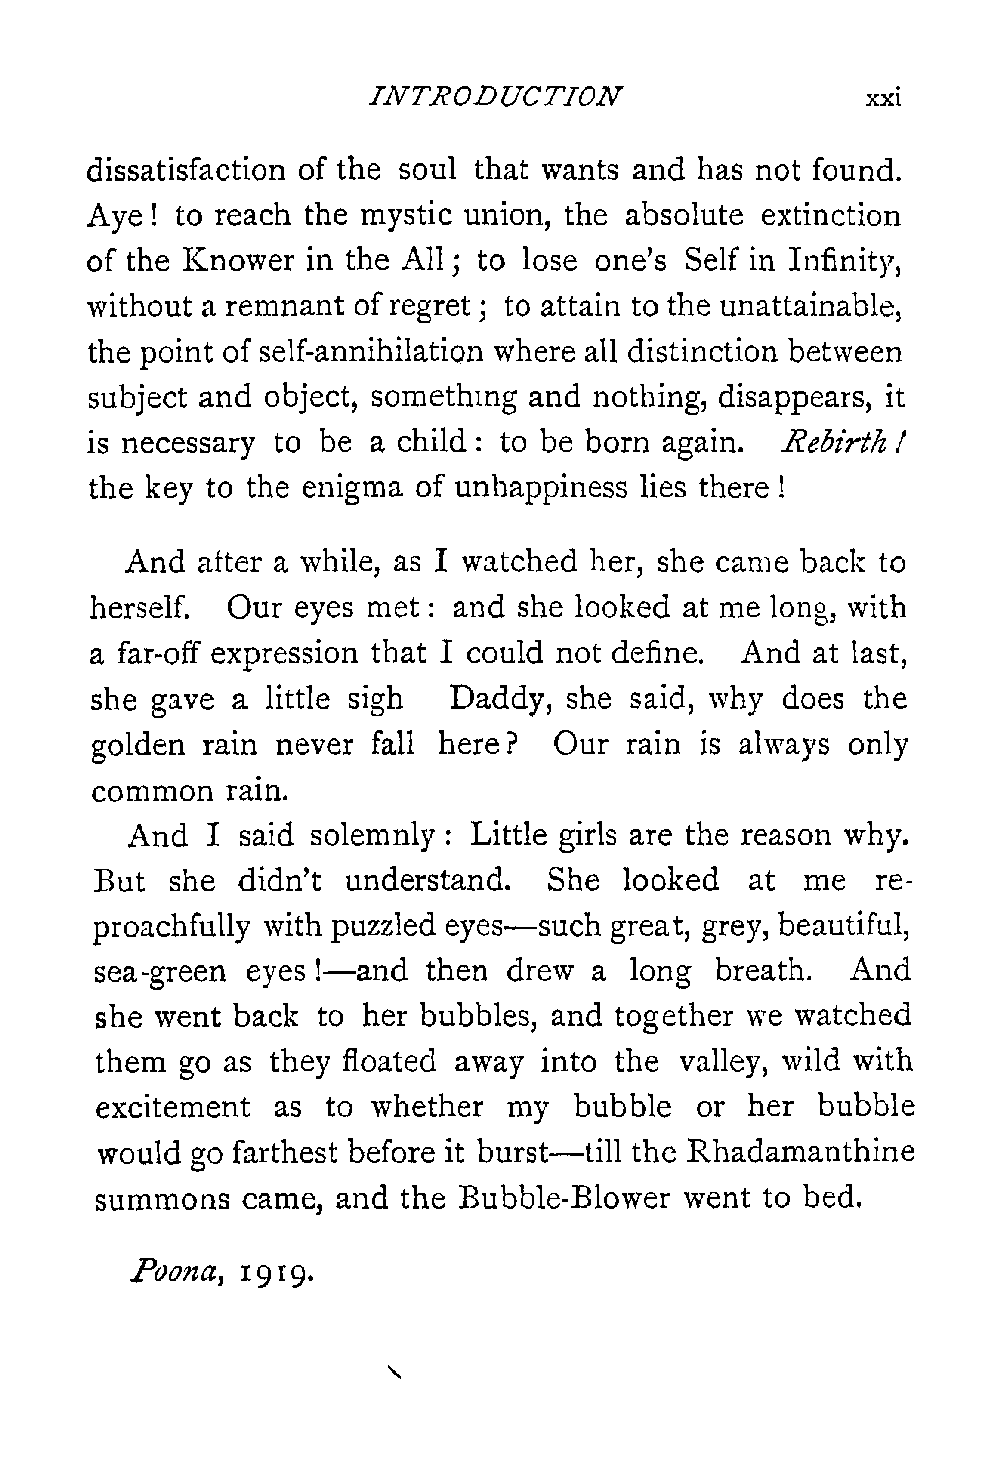 INTRODUCTION xxi
dissatisfaction of the soul that wants and has not found.
Aye! to reach the mystic union, the absolute extinction
of the Knower in the All; to lose one's Self in Infinity,
without a remnant of regret; to attain to the unattainable,
the point of self-annihilation where all distinction between
subject and object, something and nothing, disappears, it
is necessary to be a child: to be born again. Rebirth!
the key to the enigma of unhappiness lies there!
And after a while, as I watched her, she came back to
herself. Our eyes met: and she looked at me long, with
a far-off expression that I could not define. And at last,
she gave a little sigh Daddy, she said, why does the
golden rain never fall here? Our rain is always only
common rain.
And I said solemnly: Little girls are the reason why.
But she didn't understand. She looked at me re-
proachfully with puzzled eyes—such great, grey, beautiful,
sea-green eyes!—and then drew a long breath. And
she went back to her bubbles, and together we watched
them go as they floated away into the valley, wild with
excitement as to whether my bubble or her bubble
would go farthest before it burst—till the Rhadamanthine
summons came, and the Bubble-Blower went to bed.
Poona, 1919.